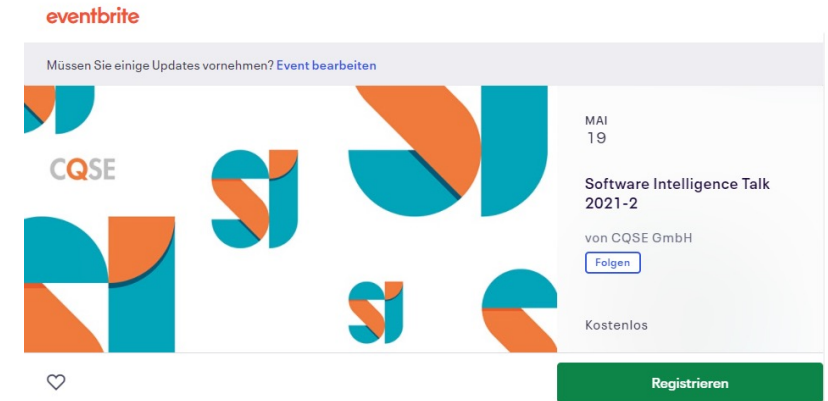 eventbrite
Müssen Sie einige Updates vornehmen? Event bearbeiten
CQSE
MAI
19
Software Intelligence Talk
2021-2
von CQSE GmbH
Folgen
Kostenlos
Registrieren